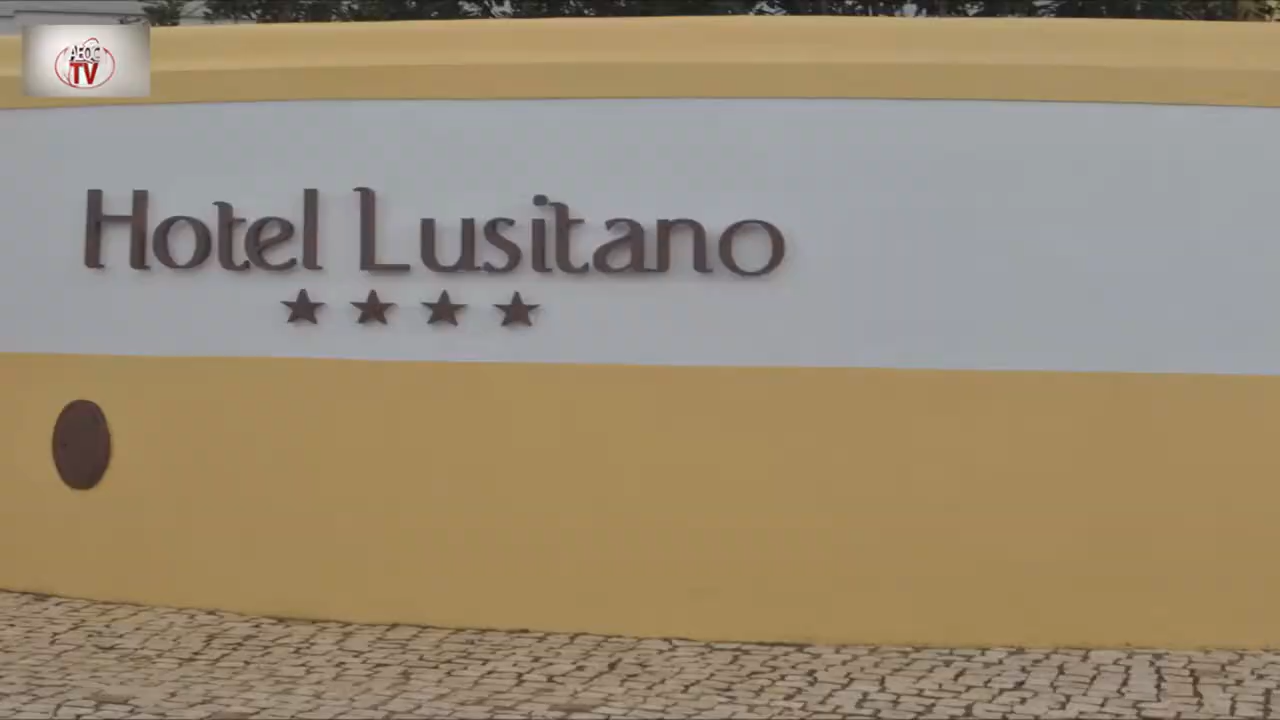 AEOC
TV
Hotel Lusitano
★ ★ ★ ★